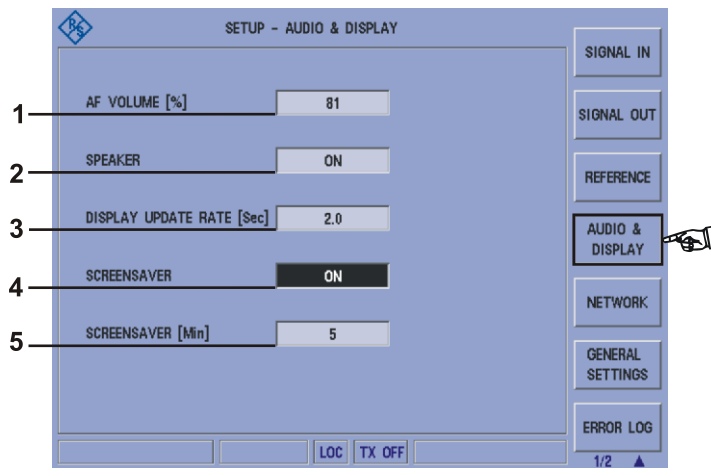 R&S
SETUP - AUDIO & DISPLAY
SIGNAL IN
1
AF VOLUME [%]
81
SIGNAL OUT
2
SPEAKER
ON
REFERENCE
3
DISPLAY UPDATE RATE [Sec]
2.0
AUDIO &
DISPLAY
4
SCREENSAVER
ON
NETWORK
5
SCREENSAVER [Min]
5
GENERAL
SETTINGS
ERROR LOG
LOC
TX OFF
1/2 ▲